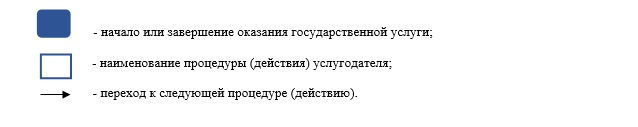 - начало или завершение оказания государственной услуги;
- наименование процедуры (действия) услугодателя;
- переход к следующей процедуре (действию).